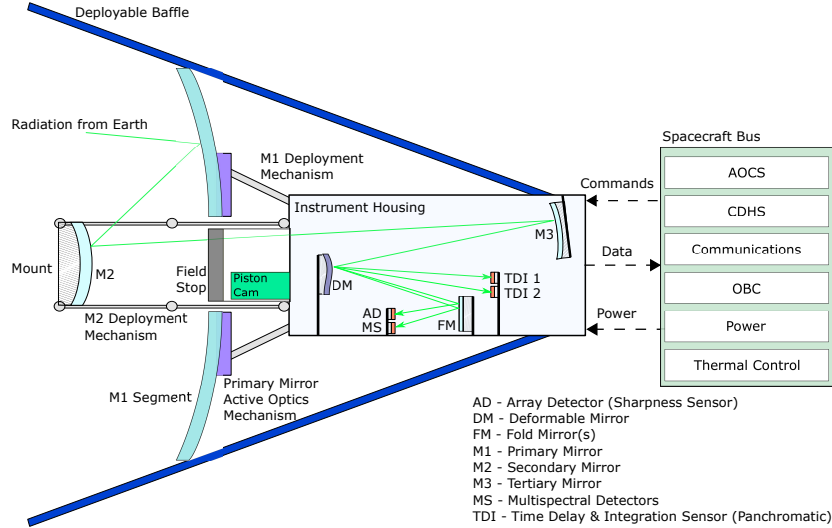 Deployable Baffle
Radiation from Earth
M1 Deployment
Mechanism
Spacecraft Bus
AOCS
CDHS
Communications
OBC
Power
Thermal Control
Commands
Data
Power
Instrument Housing
M3
Mount
M2
Field
Stop
Piston
Cam
DM
TDI 1
TDI 2
AD
MS
FM
M2 Deployment
Mechanism
M1 Segment
Primary Mirror
Active Optics
Mechanism
AD - Array Detector (Sharpness Sensor)
DM - Deformable Mirror
FM - Fold Mirror(s)
M1 - Primary Mirror
M2 - Secondary Mirror
M3 - Tertiary Mirror
MS - Multispectral Detectors
TDI - Time Delay & Integration Sensor (Panchromatic)